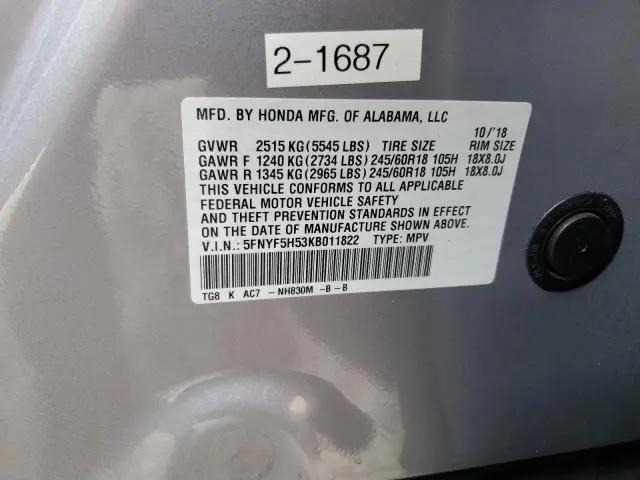 2-1687
MFD. BY HONDA MFG. OF ALABAMA, LLC
10/'18
GVWR 2515 KG(5545 LBS) TIRE SIZE RIM SIZE
GAWR F 1240 KG(2734 LBS) 245/60R18 105H 18X8.0J
GAWR R 1345 KG(2965 LBS) 245/60R18 105H 18X8.0J
THIS VEHICLE CONFORMS TO ALL APPLICABLE
FEDERAL MOTOR VEHICLE SAFETY
AND THEFT PREVENTION STANDARDS IN EFFECT
ON THE DATE OF MANUFACTURE SHOWN ABOVE.
V.I.N.: 5FNYF5H53KB011822 TYPE: MPV
TG8 K AC7 -NH830M -B-B